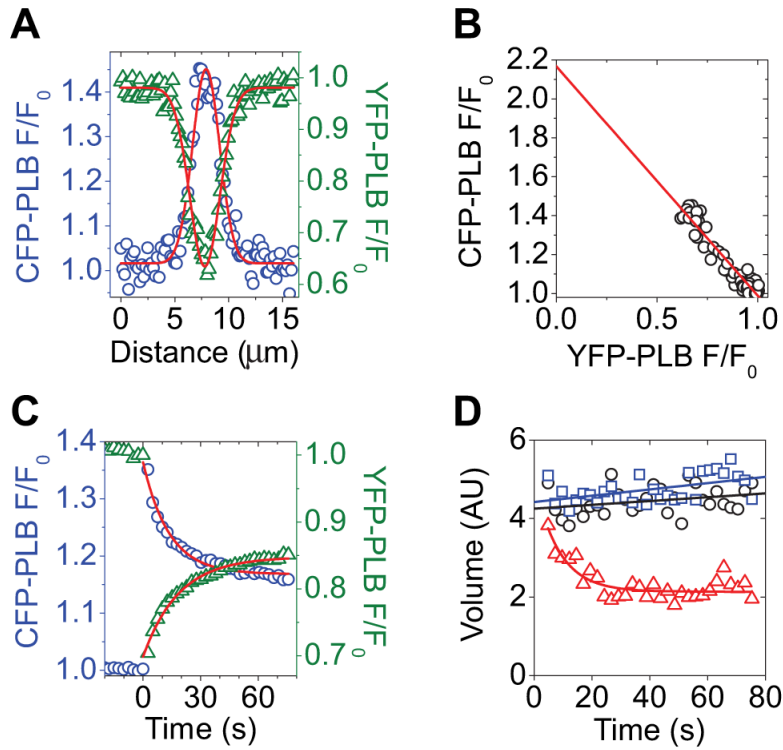 A
CFP-PLB F/F0
1.4
1.3
1.2
1.1
1.0
1.0
0.9
0.8
0.7
0.6
YFP-PLB F/F0
0 5 10 15
Distance (μm)
B
CFP-PLB F/F0
2.2
2.0
1.8
1.6
1.4
1.2
1.0
0.0 0.5 1.0
YFP-PLB F/F0
C
CFP-PLB F/F0
1.4
1.3
1.2
1.1
1.0
1.0
0.9
0.8
0.7
YFP-PLB F/F0
0 30 60
Time (s)
D
Volume (AU)
6
4
2
0
0 20 40 60 80
Time (s)